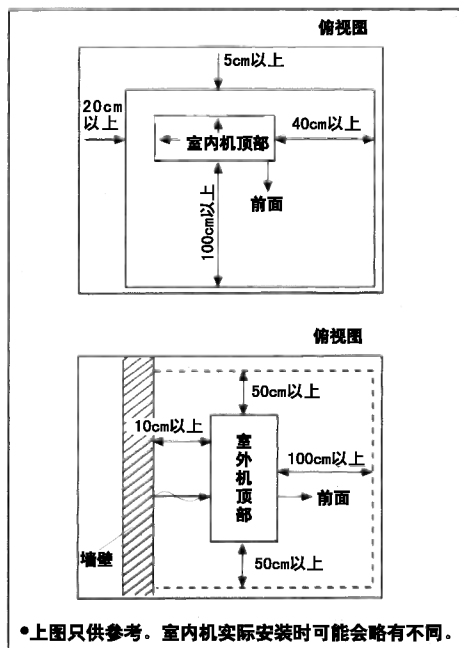 俯视图
5cm以上
20cm
以上
40cm以上
室内机顶部
前面
100cm以上
俯视图
50cm以上
10cm以上
室外机顶部
100cm以上
前面
墙壁
50cm以上
•上图只供参考。室内机实际安装时可能会略有不同。